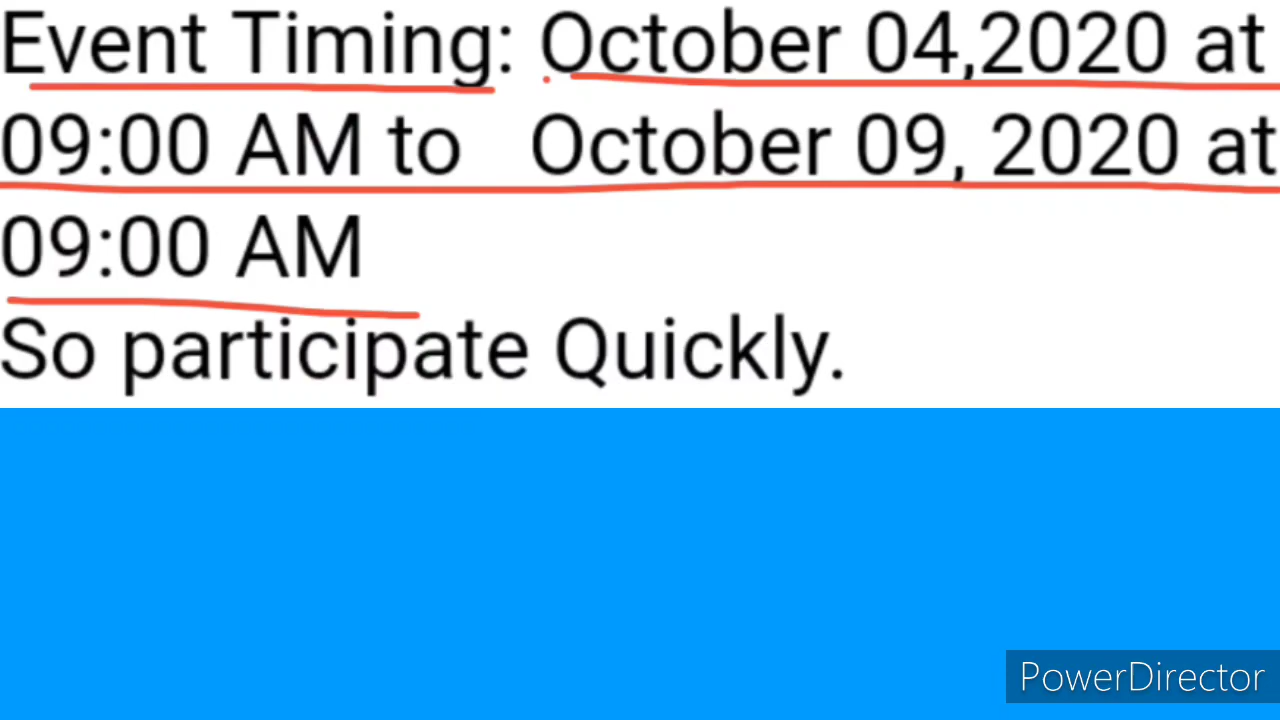 Event Timing: October 04,2020 at
09:00 AM to October 09, 2020 at
09:00 AM
So participate Quickly.
PowerDirector